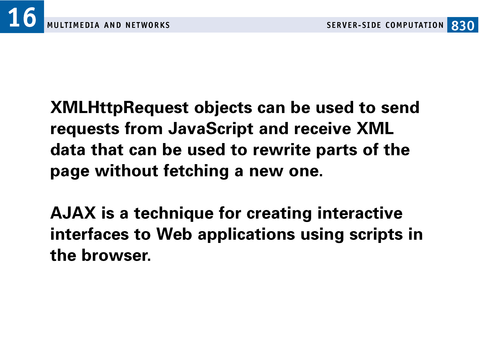 16
MULTIMEDIA AND NETWORKS
SERVER-SIDE COMPUTATION 830
XMLHttpRequest objects can be used to send
requests from JavaScript and receive XML
data that can be used to rewrite parts of the
page without fetching a new one.
AJAX is a technique for creating interactive
interfaces to Web applications using scripts in
the browser.